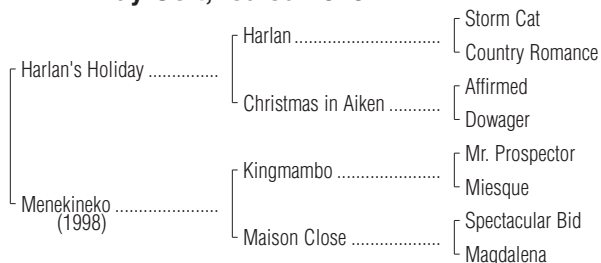 Harlan's Holiday ..............
Menekineko .....................
(1998)
Harlan .............................
Christmas in Aiken ...........
Kingmambo .....................
Maison Close ...................
Storm Cat
Country Romance
Affirmed
Dowager
Mr. Prospector
Miesque
Spectacular Bid
Magdalena